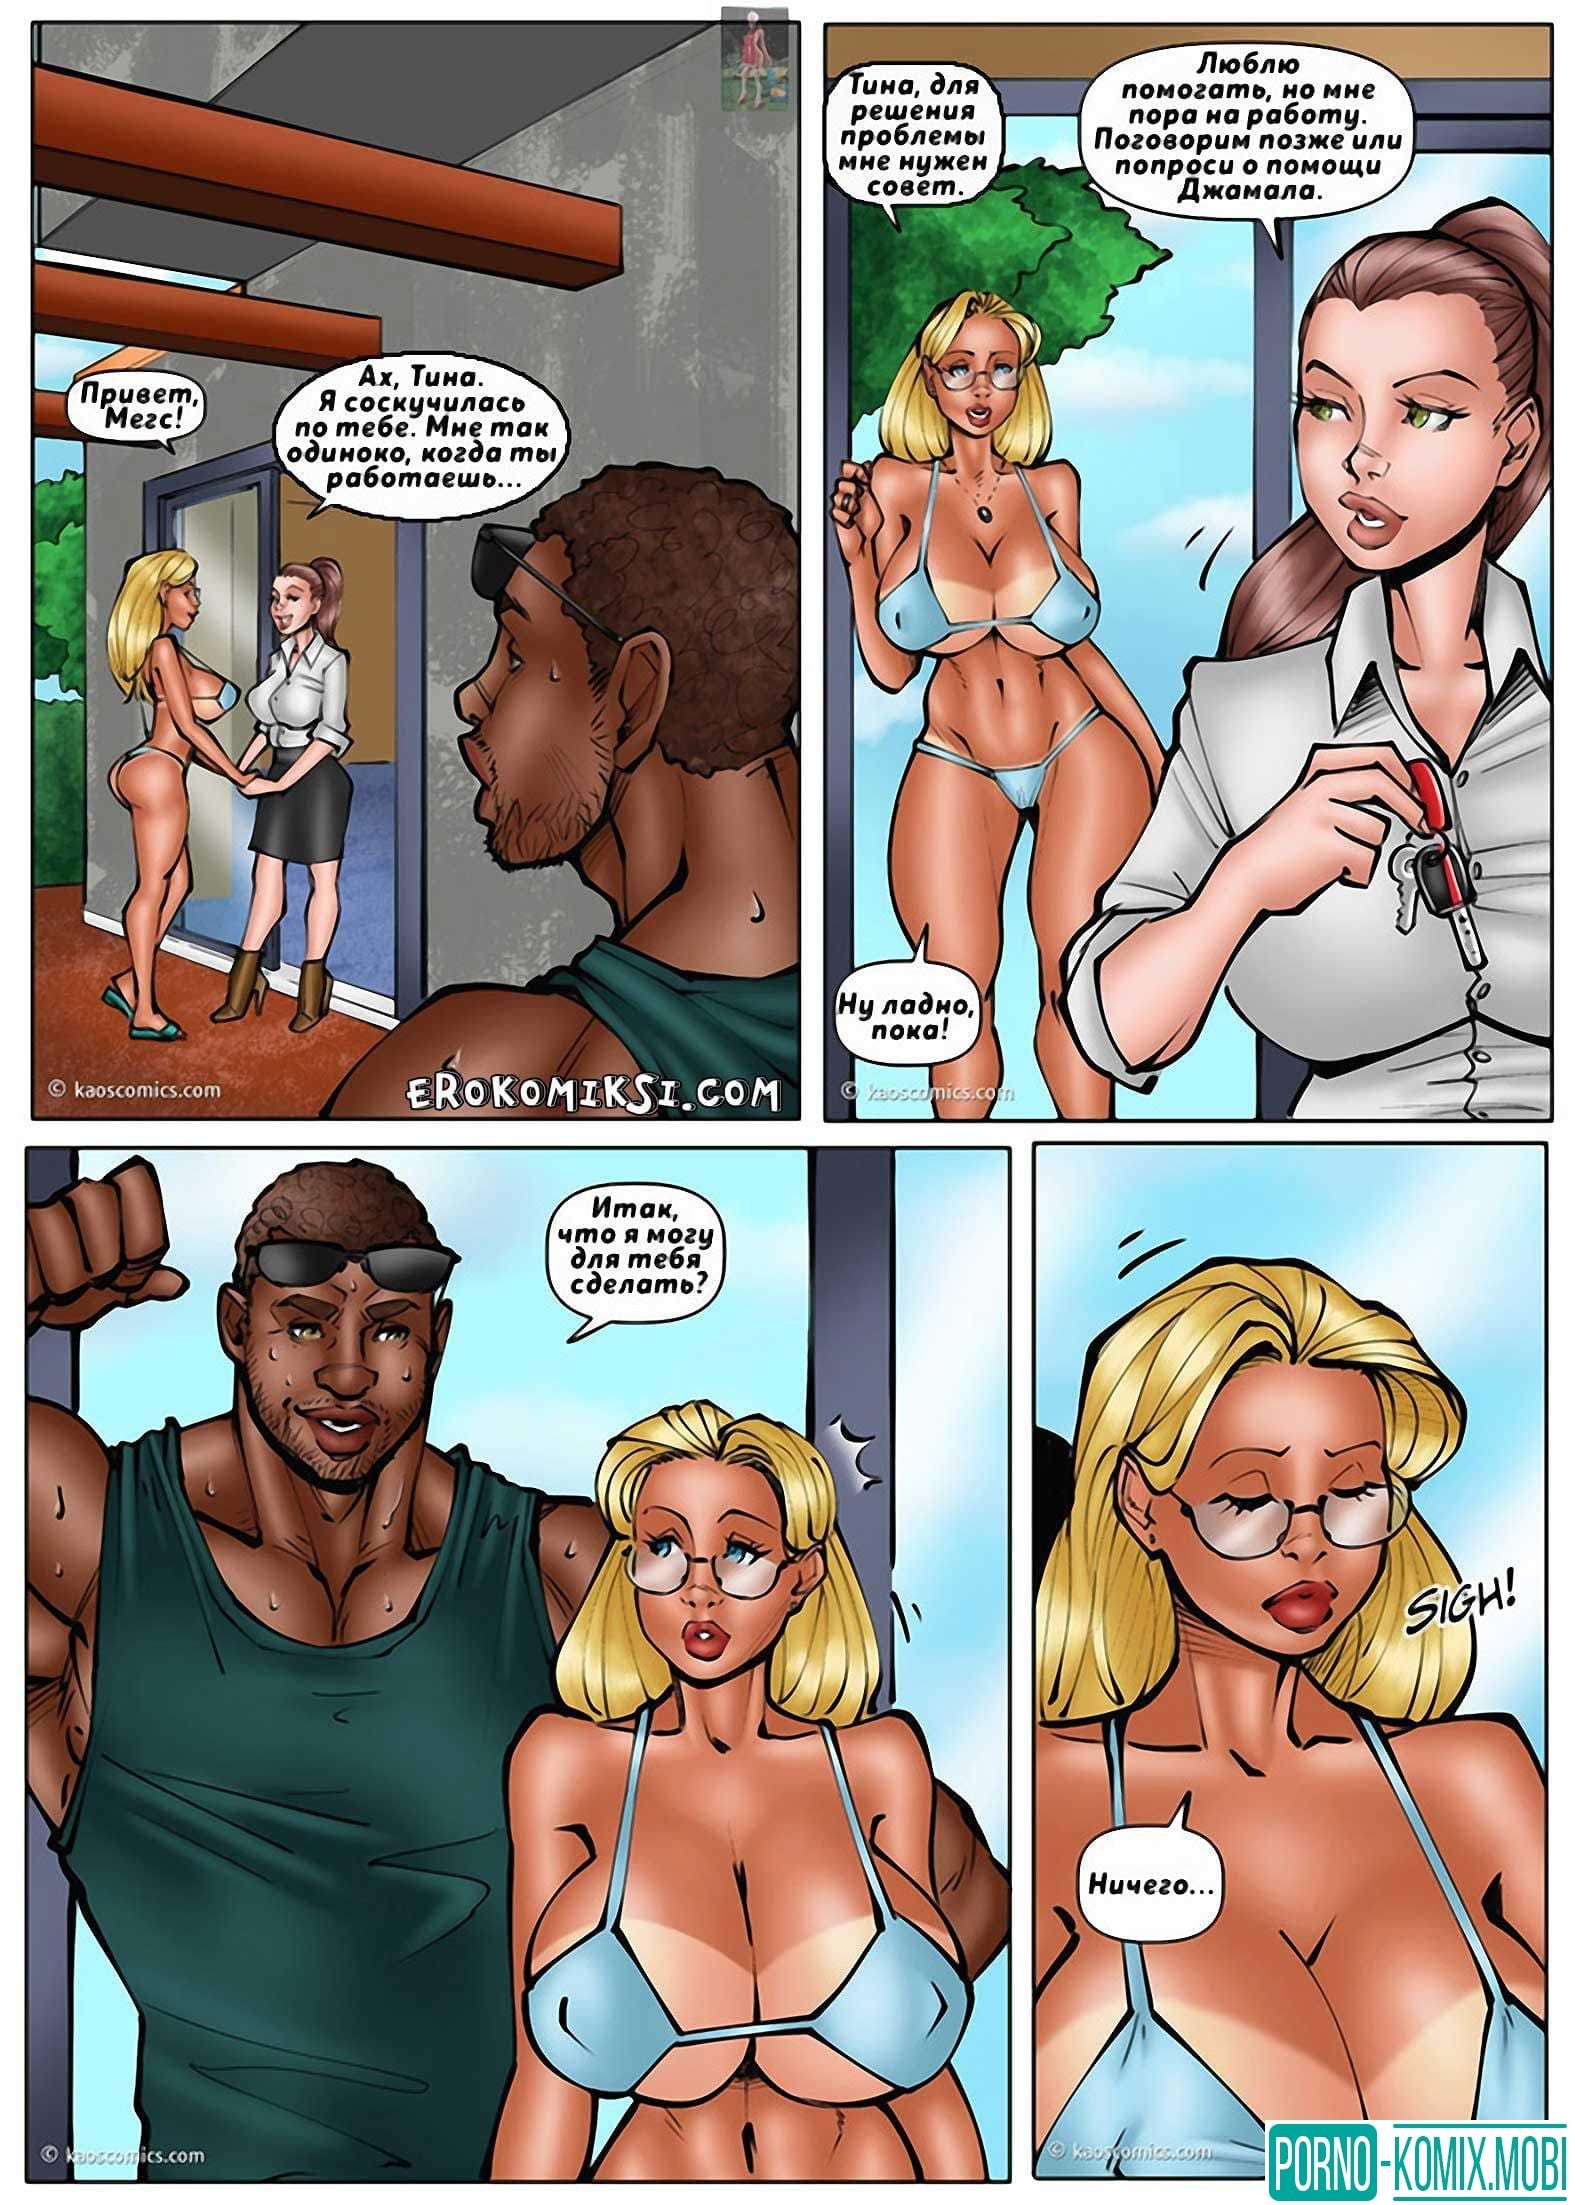 Привет,
Мегс!
Ах, Тина.
Я соскучилась
по тебе. Мне так
одиноко, когда ты
работаешь...
© kaoscomics.com
EROKOMIKSI.COM
Тина, для
решения
проблемы
мне нужен
совет.
Люблю
помогать, но мне
пора на работу.
Поговорим позже или
попроси о помощи
Джамала.
Ну ладно,
пока!
© kaoscomics.com
Итак,
что я могу
для тебя
сделать?
© kaoscomics.com
SIGH!
Ничего...
© kaoscomics.com
PORNO-KOMIX.MOBI